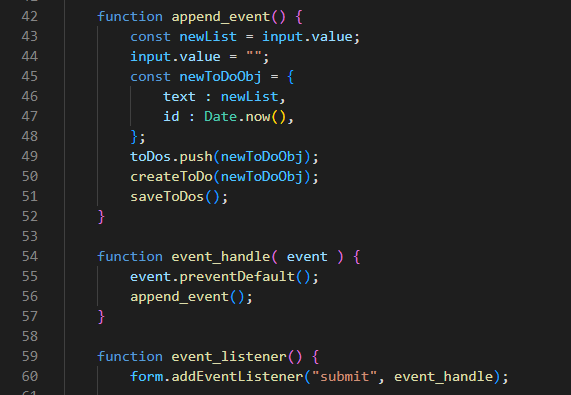 42 function append_event() {
43 const newList = input.value;
44 input.value = "";
45 const newToDoObj = {
46 text : newList,
47 id : Date.now(),
48 };
49 toDos.push(newToDoObj);
50 createToDo(newToDoObj);
51 saveToDos();
52 }
53
54 function event_handle( event ) {
55 event.preventDefault();
56 append_event();
57 }
58
59 function event_listener() {
60 form.addEventListener("submit", event_handle);